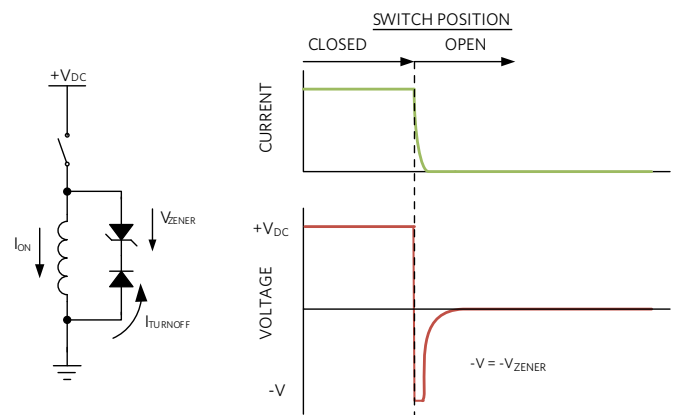 SWITCH POSITION
CLOSED
OPEN
+VDC
CURRENT
VZENER
ION
ITURNOFF
+VDC
VOLTAGE
-V
-V = -VZENER